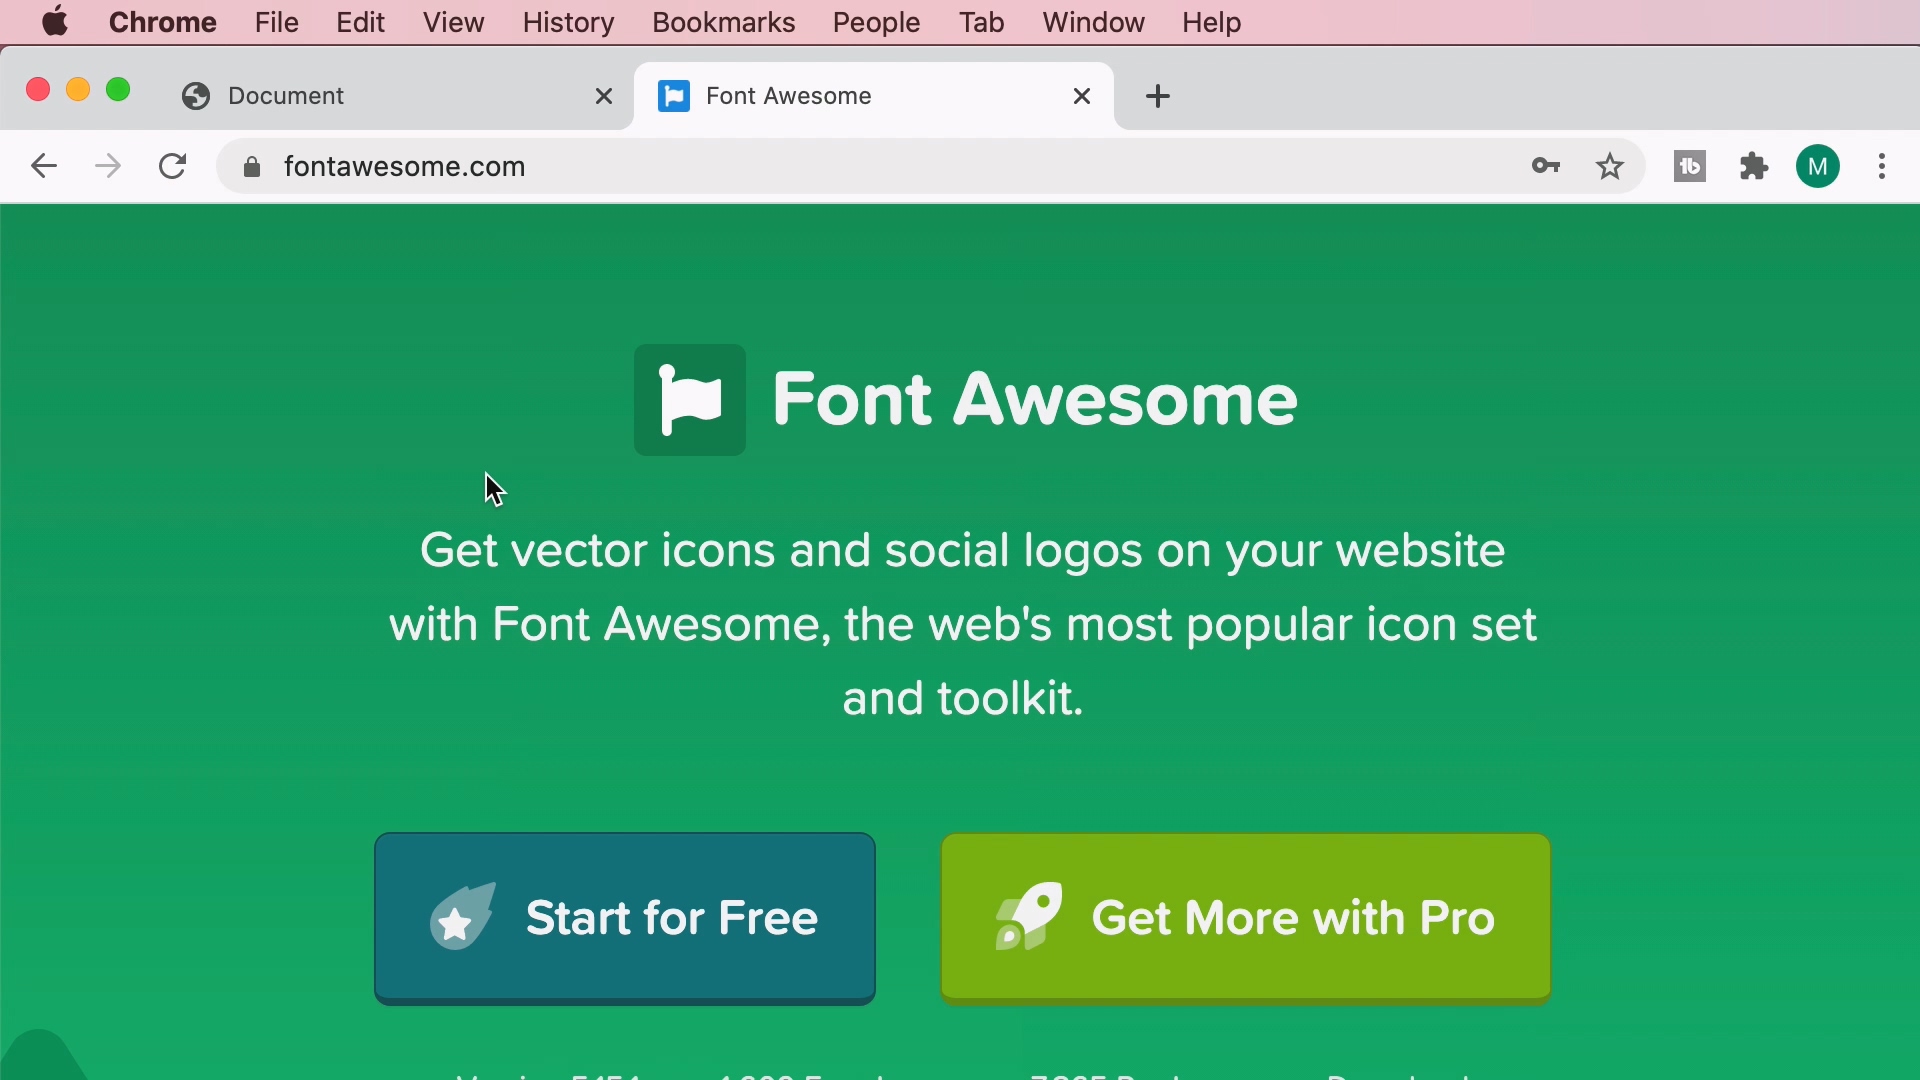 Chrome File Edit View History Bookmarks People Tab Window Help
Document Font Awesome
fontawesome.com M
Font Awesome
Get vector icons and social logos on your website
with Font Awesome, the web's most popular icon set
and toolkit.
Start for Free Get More with Pro